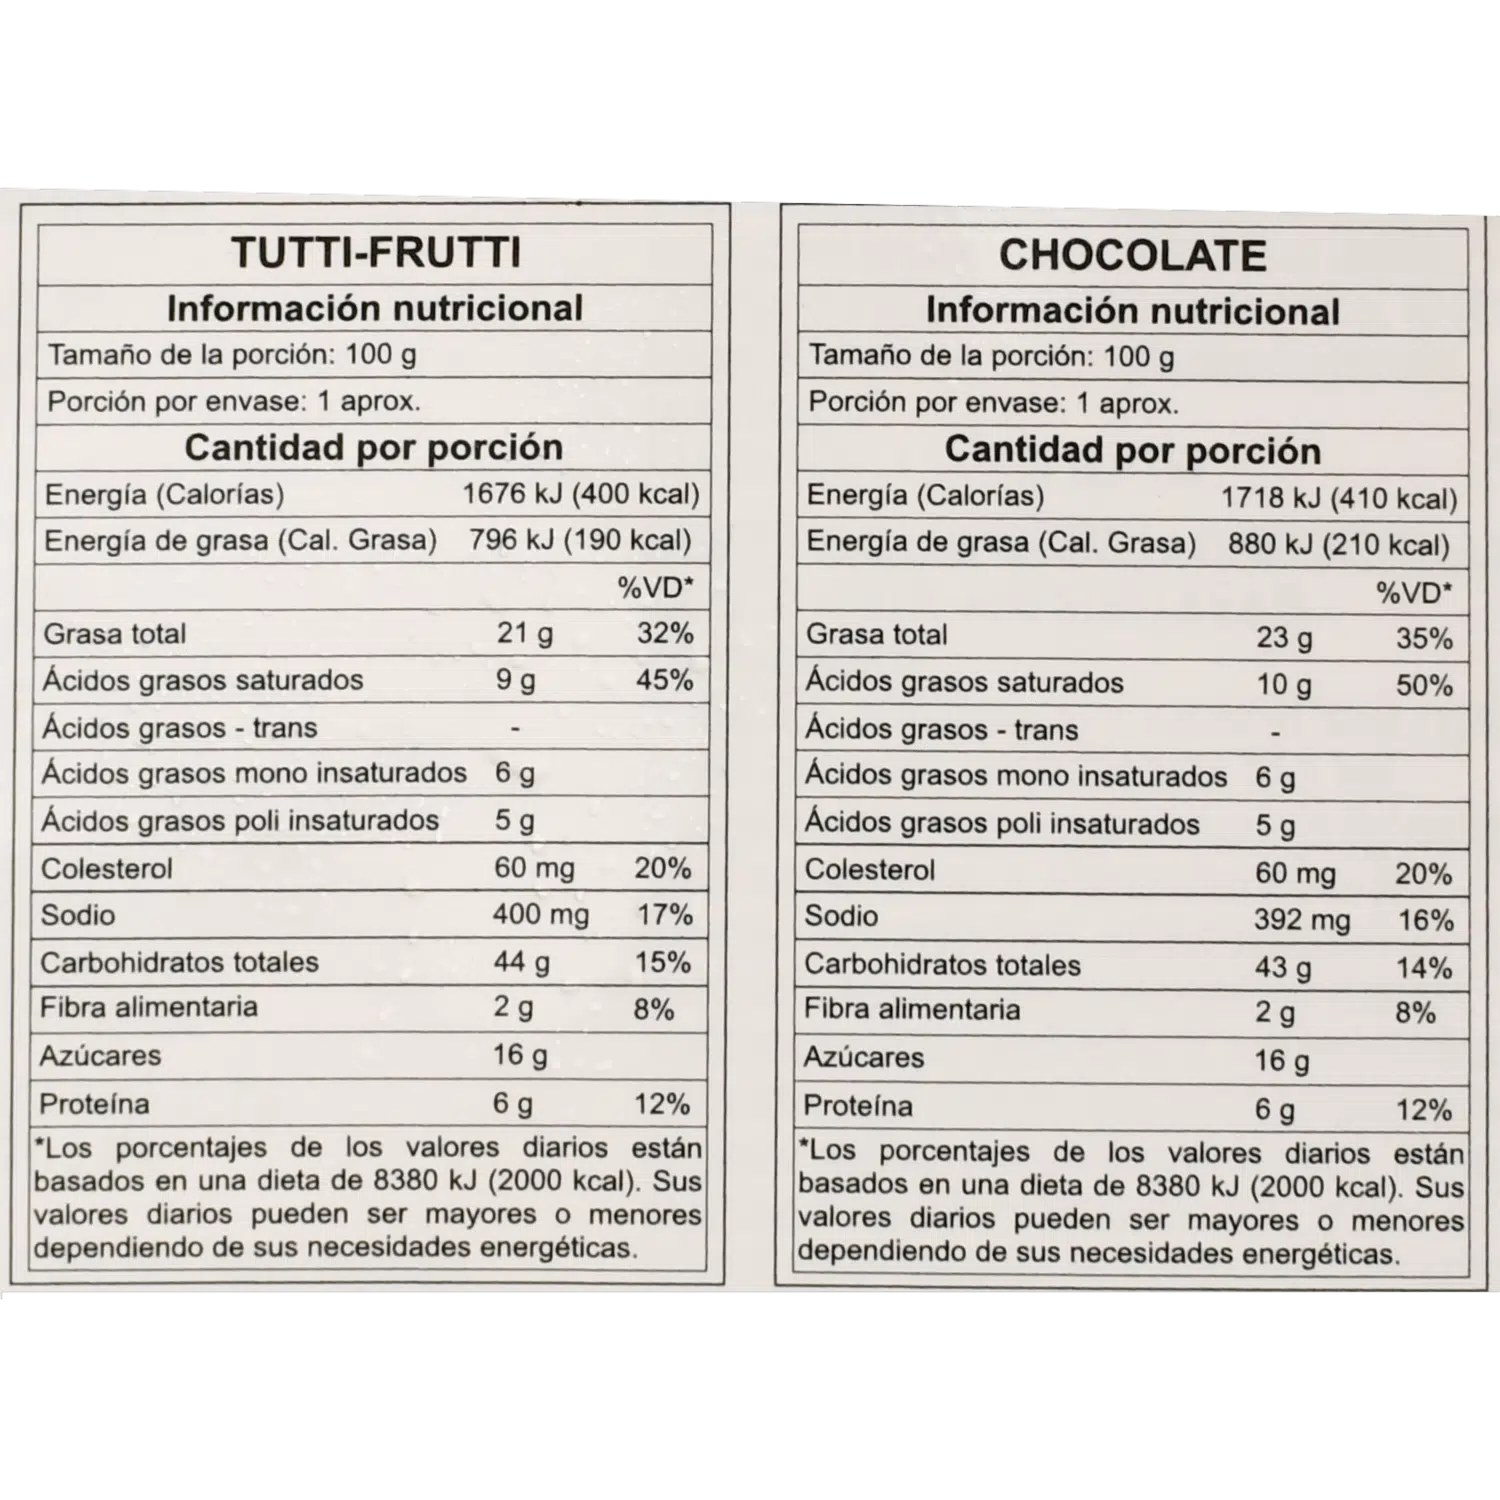 TUTTI-FRUTTI
Información nutricional
Tamaño de la porción: 100 g
Porción por envase: 1 aprox.
Cantidad por porción
Energía (Calorías) 1676 kJ (400 kcal)
Energía de grasa (Cal. Grasa) 796 kJ (190 kcal)
%VD*
Grasa total 21 g 32%
Ácidos grasos saturados 9 g 45%
Ácidos grasos - trans -
Ácidos grasos mono insaturados 6 g
Ácidos grasos poli insaturados 5 g
Colesterol 60 mg 20%
Sodio 400 mg 17%
Carbohidratos totales 44 g 15%
Fibra alimentaria 2 g 8%
Azúcares 16 g
Proteína 6 g 12%
*Los porcentajes de los valores diarios están
basados en una dieta de 8380 kJ (2000 kcal). Sus
valores diarios pueden ser mayores o menores
dependiendo de sus necesidades energéticas.
CHOCOLATE
Información nutricional
Tamaño de la porción: 100 g
Porción por envase: 1 aprox.
Cantidad por porción
Energía (Calorías) 1718 kJ (410 kcal)
Energía de grasa (Cal. Grasa) 880 kJ (210 kcal)
%VD*
Grasa total 23 g 35%
Ácidos grasos saturados 10 g 50%
Ácidos grasos - trans -
Ácidos grasos mono insaturados 6 g
Ácidos grasos poli insaturados 5 g
Colesterol 60 mg 20%
Sodio 392 mg 16%
Carbohidratos totales 43 g 14%
Fibra alimentaria 2 g 8%
Azúcares 16 g
Proteína 6 g 12%
*Los porcentajes de los valores diarios están
basados en una dieta de 8380 kJ (2000 kcal). Sus
valores diarios pueden ser mayores o menores
dependiendo de sus necesidades energéticas.